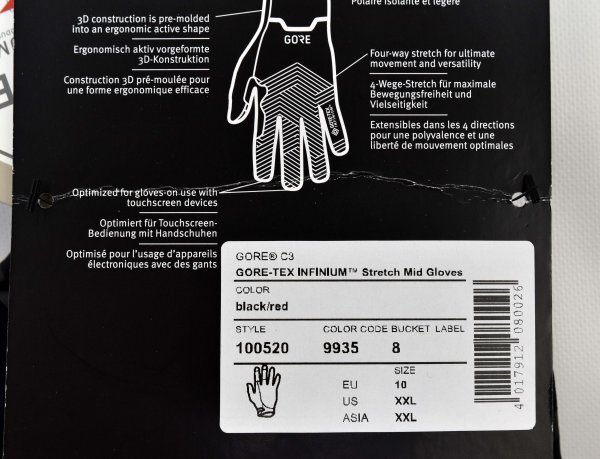 Polaire isolante et légère
3D construction is pre-molded
into an ergonomic active shape
Ergonomisch aktiv vorgeformte
3D-Konstruktion
Construction 3D pré-moulée pour
une forme ergonomique efficace
GORE
Four-way stretch for ultimate
movement and versatility
4-Wege-Stretch für maximale
Bewegungsfreiheit und
Vielseitigkeit
Extensibles dans les 4 directions
pour une polyvalence et une
liberté de mouvement optimales
Optimized for gloves-on use with
touchscreen devices
Optimiert für Touchscreen-
Bedienung mit Handschuhen
Optimisé pour l'usage d'appareils
électroniques avec des gants
GORE® C3
GORE-TEX INFINIUM™ Stretch Mid Gloves
COLOR
black/red
STYLE COLOR CODE BUCKET LABEL
100520 9935 8
SIZE
EU 10
US XXL
ASIA XXL
4 017912 080026